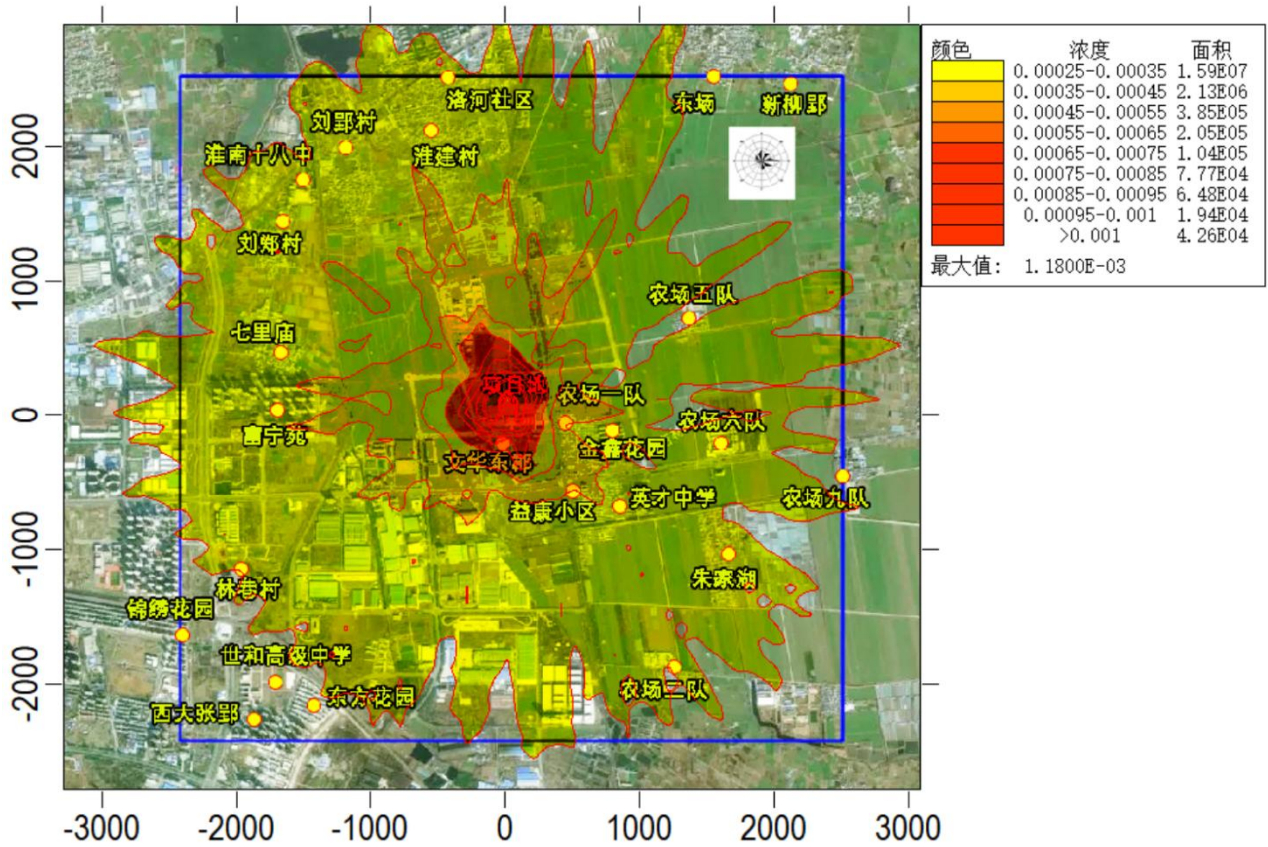 颜色 浓度 面积
0.00025-0.00035 1.59E07
0.00035-0.00045 2.13E06
0.00045-0.00055 3.85E05
0.00055-0.00065 2.05E05
0.00065-0.00075 1.04E05
0.00075-0.00085 7.77E04
0.00085-0.00095 6.48E04
0.00095-0.001 1.94E04
>0.001 4.26E04
最大值: 1.1800E-03
洛河社区
东场
新柳郢
刘郢村
淮南十八中
淮建村
刘郑村
农场五队
七里庙
农场一队
富宁苑
农场六队
金鑫花园
文华东郡
益康小区
英才中学
农场九队
朱家湖
林巷村
锦绣花园
世和高级中学
农场二队
东方花园
西大张郢
2000
1000
0
-1000
-2000
-3000 -2000 -1000 0 1000 2000 3000